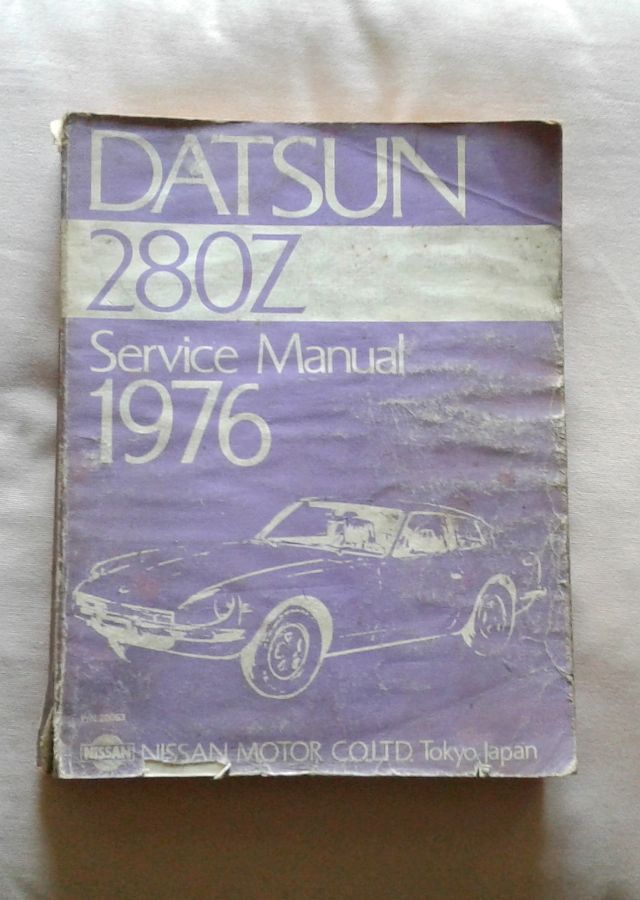 DATSUN
280Z
Service Manual
1976
NISSAN NISSAN MOTOR CO.,LTD. Tokyo, Japan